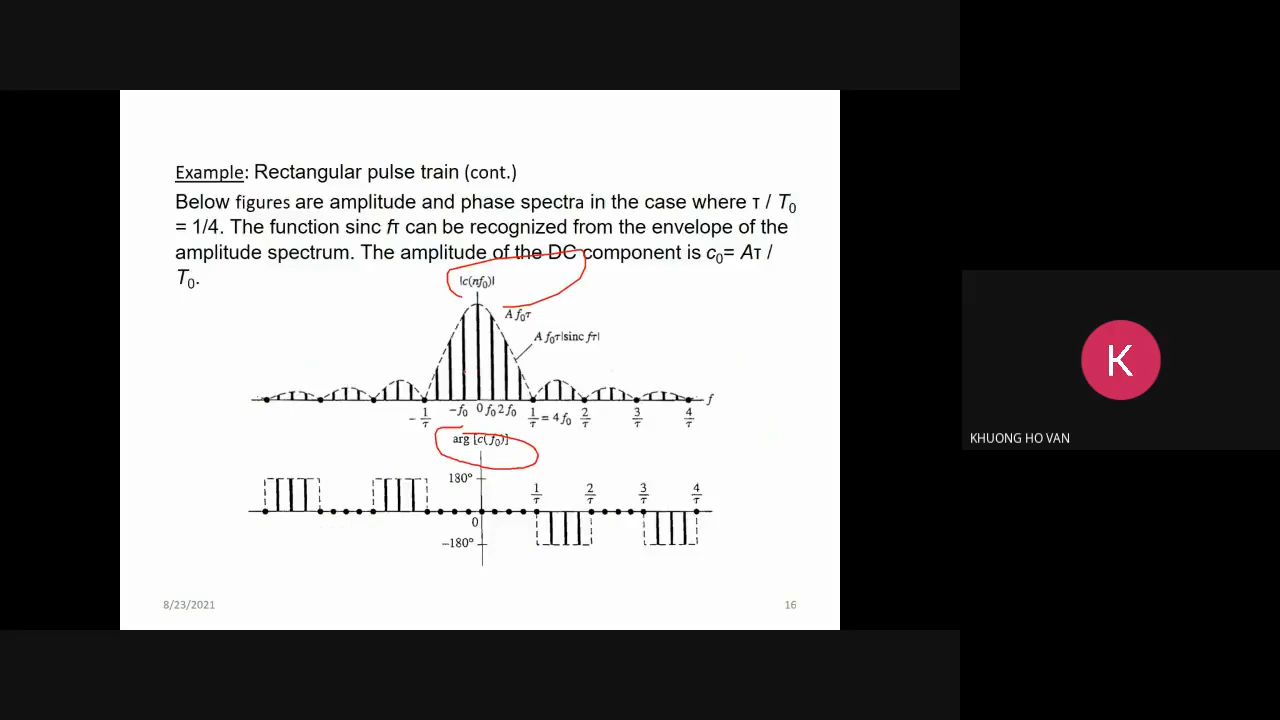 Example: Rectangular pulse train (cont.)
Below figures are amplitude and phase spectra in the case where τ / T0
= 1/4. The function sinc fτ can be recognized from the envelope of the
amplitude spectrum. The amplitude of the DC component is c0= Aτ /
T0.
|c(nf0)|
A f0τ
A f0τ|sinc fτ|
f
−1/τ −f0 0 f0 2f0 1/τ = 4f0 2/τ 3/τ 4/τ
arg [c(f0)]
180°
1/τ 2/τ 3/τ 4/τ
0
−180°
8/23/2021 16
K
KHUONG HO VAN